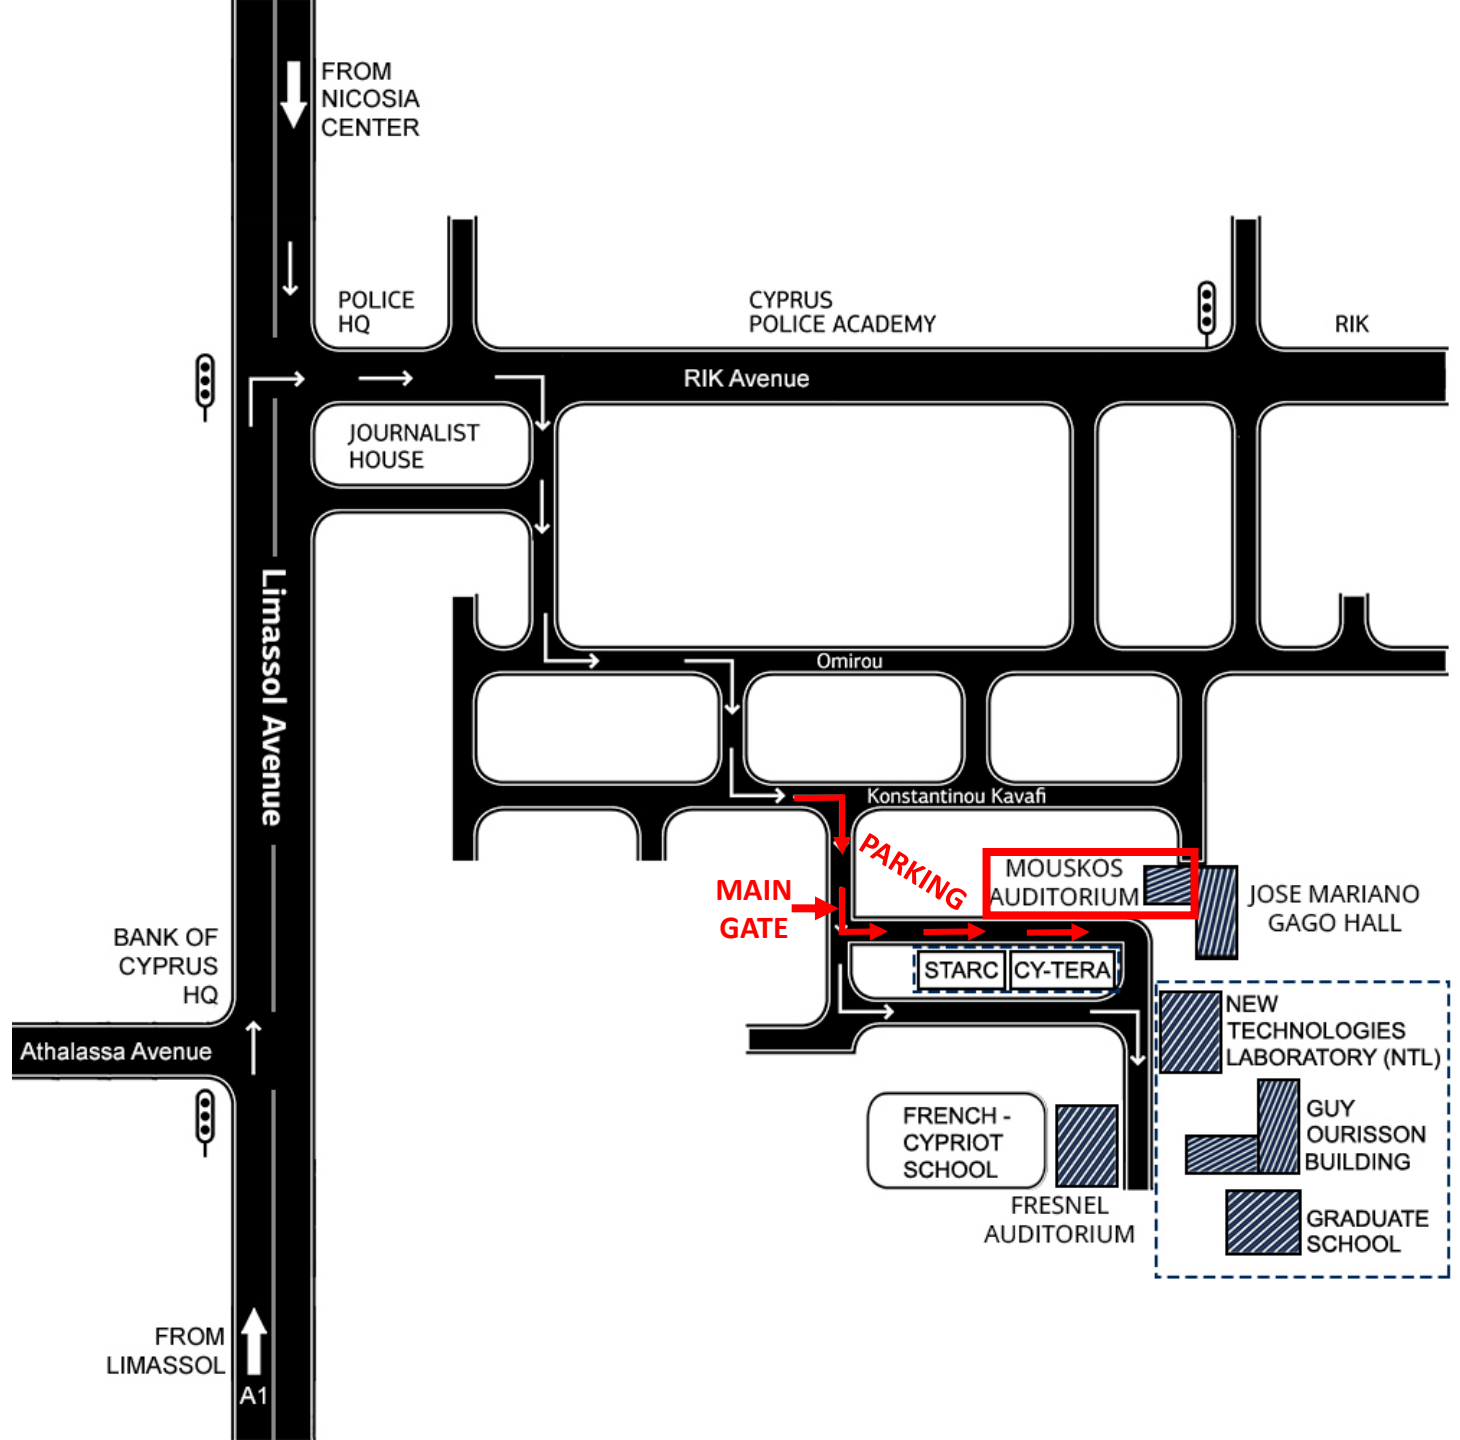 FROM
NICOSIA
CENTER
POLICE
HQ
CYPRUS
POLICE ACADEMY
RIK
RIK Avenue
JOURNALIST
HOUSE
Limassol Avenue
Omirou
Konstantinou Kavafi
PARKING
MAIN
GATE
MOUSKOS
AUDITORIUM
JOSE MARIANO
GAGO HALL
BANK OF
CYPRUS
HQ
STARC
CY-TERA
Athalassa Avenue
NEW
TECHNOLOGIES
LABORATORY (NTL)
GUY
OURISSON
BUILDING
FRENCH -
CYPRIOT
SCHOOL
FRESNEL
AUDITORIUM
GRADUATE
SCHOOL
FROM
LIMASSOL
A1